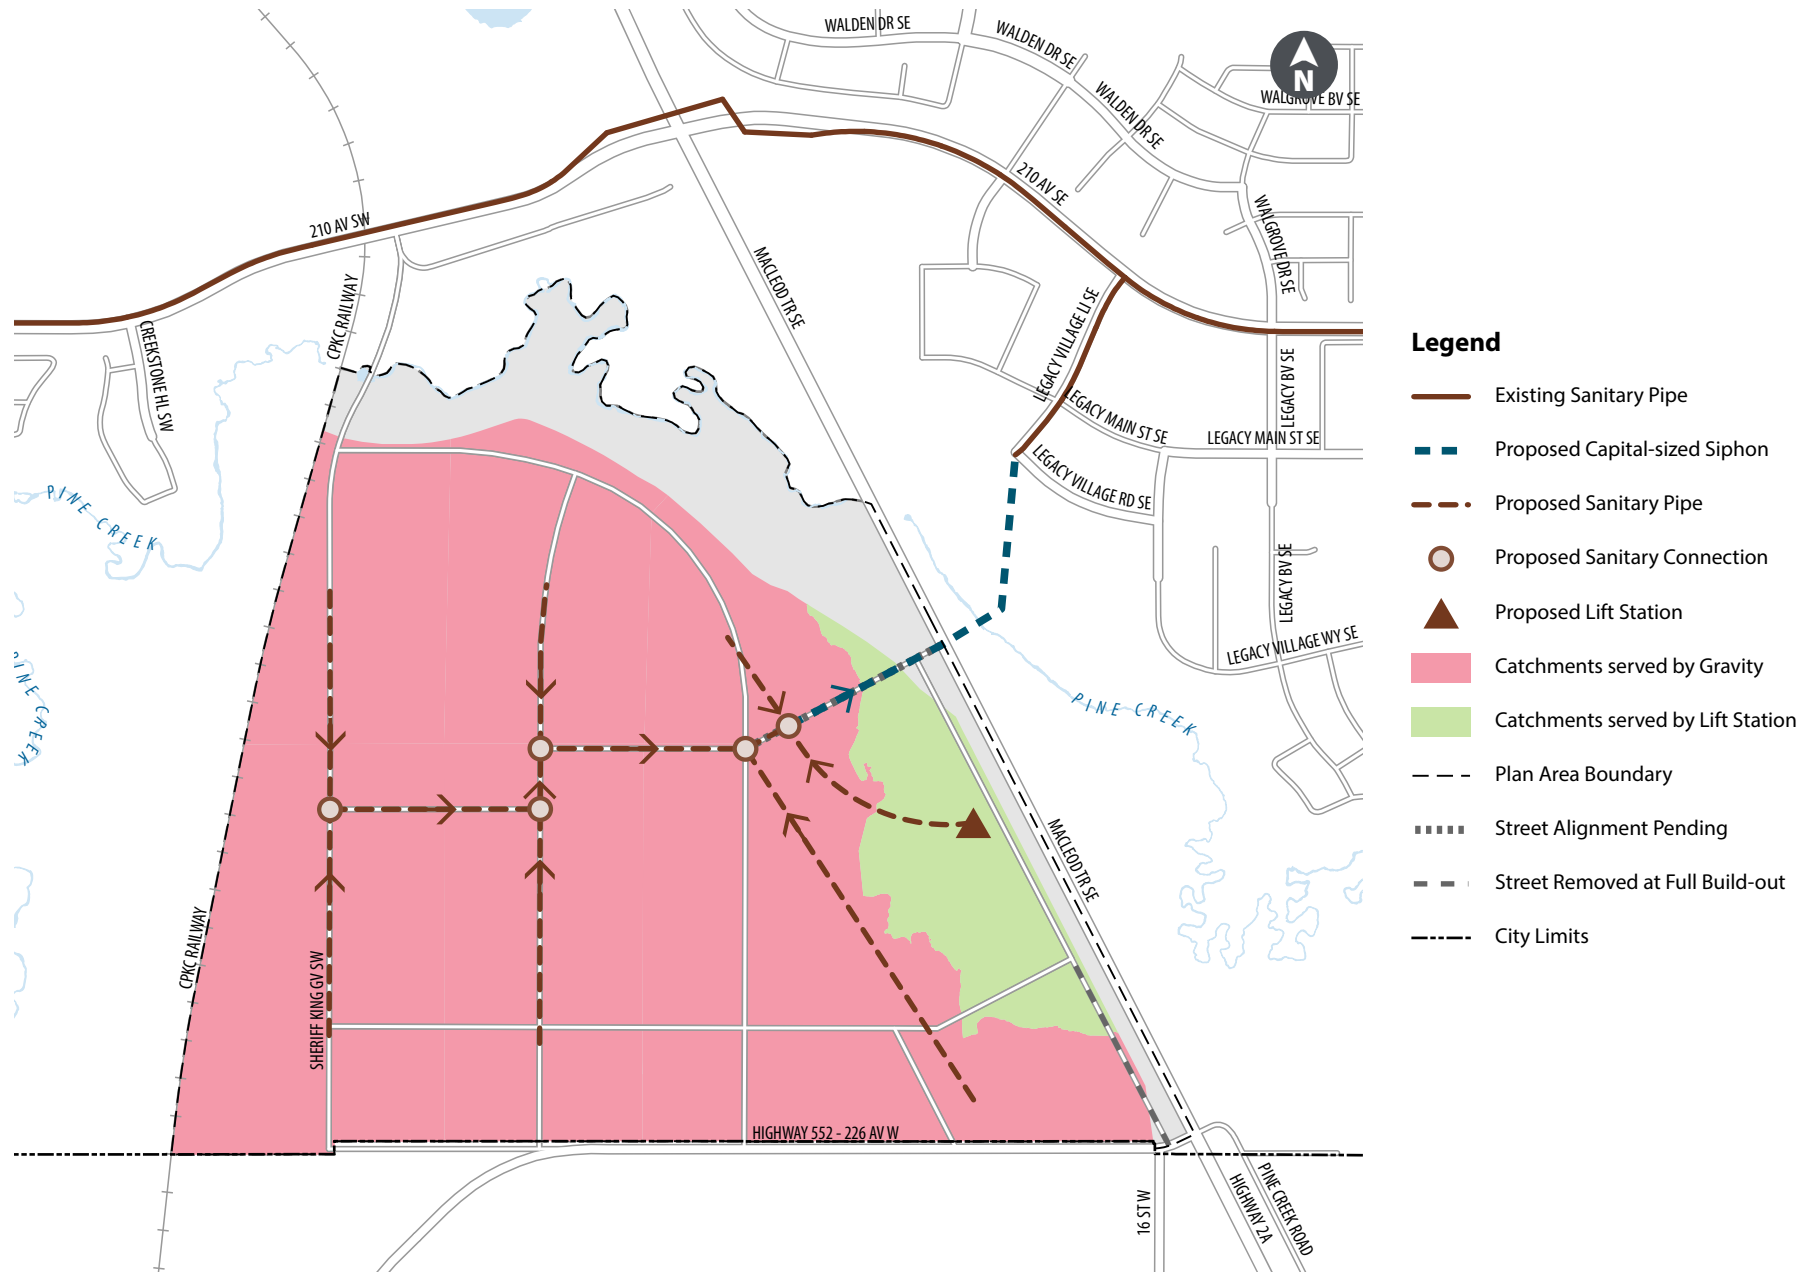 WALDEN DR SE
WALDEN DR SE
N
WALGROVE BV SE
WALDEN DR SE
210 AV SE
WALGROVE DR SE
210 AV SW
MACLEOD TR SE
CPKC RAILWAY
CREEKSTONE HL SW
LEGACY VILLAGE LI SE
LEGACY BV SE
LEGACY MAIN ST SE
LEGACY MAIN ST SE
LEGACY VILLAGE RD SE
PINE CREEK
LEGACY BV SE
LEGACY VILLAGE WY SE
PINE CREEK
PINE CREEK
MACLEOD TR SE
CPKC RAILWAY
SHERIFF KING GV SW
HIGHWAY 552 - 226 AV W
16 ST W
HIGHWAY 2A
PINE CREEK ROAD
Legend
Existing Sanitary Pipe
Proposed Capital-sized Siphon
Proposed Sanitary Pipe
Proposed Sanitary Connection
Proposed Lift Station
Catchments served by Gravity
Catchments served by Lift Station
Plan Area Boundary
Street Alignment Pending
Street Removed at Full Build-out
City Limits